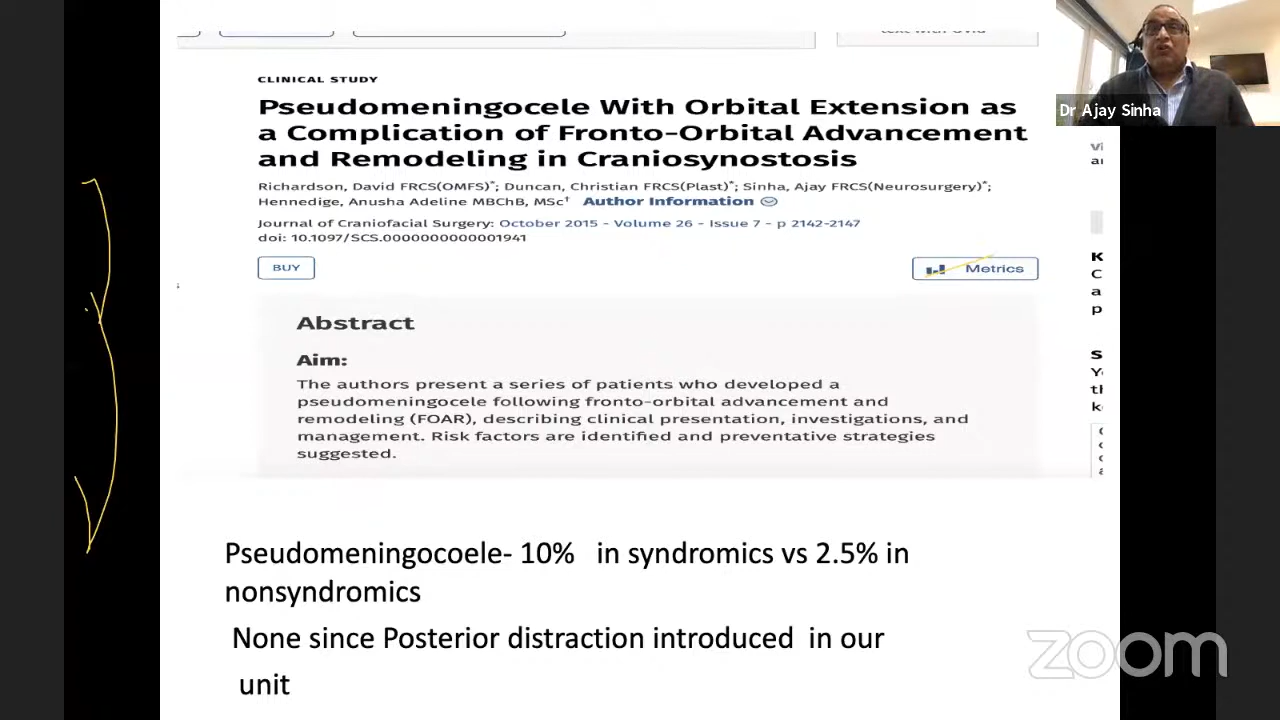 CLINICAL STUDY
Pseudomeningocele With Orbital Extension as
a Complication of Fronto-Orbital Advancement
and Remodeling in Craniosynostosis
Richardson, David FRCS(OMFS)*; Duncan, Christian FRCS(Plast)*; Sinha, Ajay FRCS(Neurosurgery)*;
Hennedige, Anusha Adeline MBChB, MSc† Author Information
Journal of Craniofacial Surgery: October 2015 - Volume 26 - Issue 7 - p 2142-2147
doi: 10.1097/SCS.0000000000001941
BUY
Metrics
Abstract
Aim:
The authors present a series of patients who developed a
pseudomeningocele following fronto-orbital advancement and
remodeling (FOAR), describing clinical presentation, investigations, and
management. Risk factors are identified and preventative strategies
suggested.
Pseudomeningocoele- 10% in syndromics vs 2.5% in
nonsyndromics
None since Posterior distraction introduced in our
unit
Dr Ajay Sinha
zoom